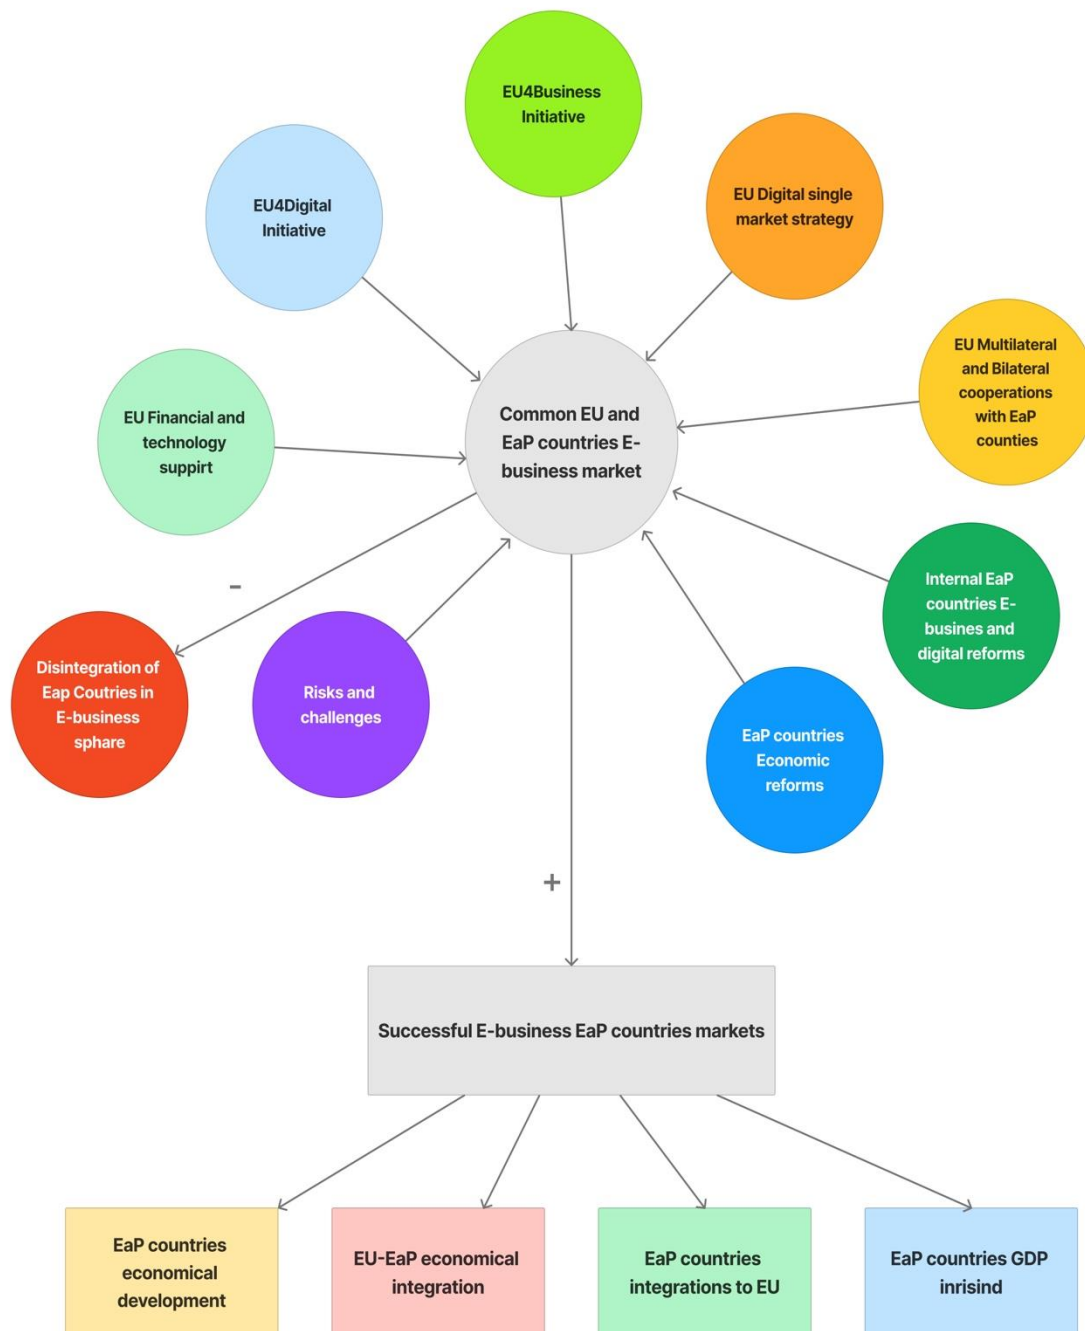 EU4Business
Initiative
EU4Digital
Initiative
EU Digital single
market strategy
EU Multilateral
and Bilateral
cooperations
with EaP
counties
EU Financial and
technology
suppirt
Common EU and
EaP countries E-
business market
Internal EaP
countries E-
busines and
digital reforms
-
Disintegration of
Eap Coutries in
E-business
sphare
Risks and
challenges
EaP countries
Economic
reforms
+
Successful E-business EaP countries markets
EaP countries
economical
development
EU-EaP economical
integration
EaP countries
integrations to EU
EaP countries GDP
inrisind